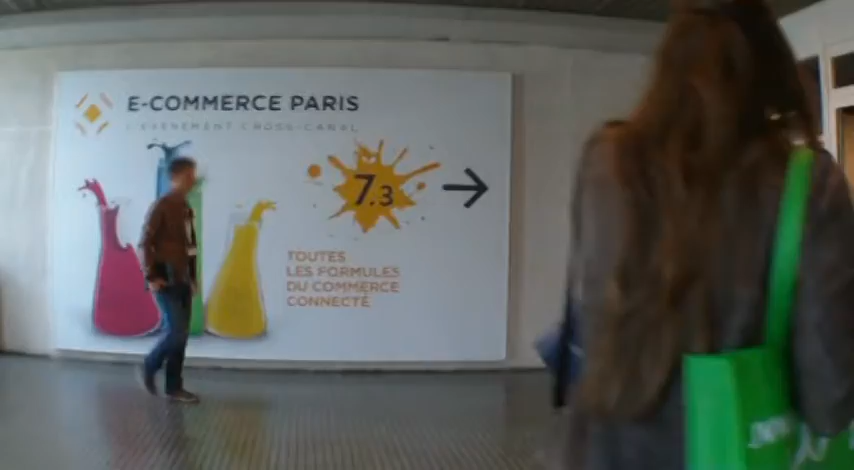 E-COMMERCE PARIS
L'ÉVÉNEMENT CROSS-CANAL
7.3
TOUTES
LES FORMULES
DU COMMERCE
CONNECTÉ